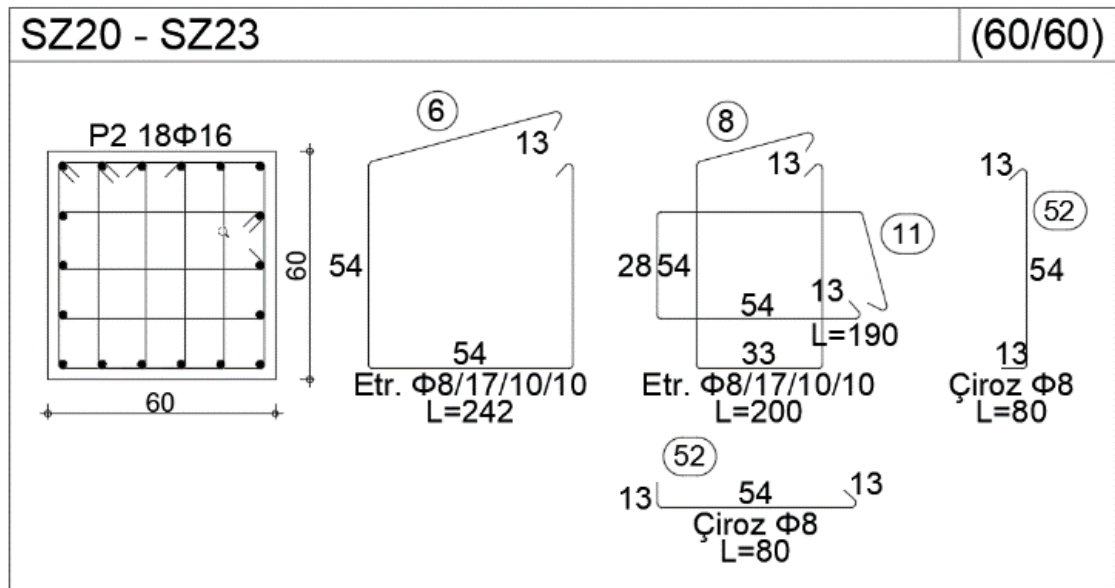 SZ20 - SZ23 (60/60)
P2 18Φ16
60
60
6
13
54
54
Etr. Φ8/17/10/10
L=242
8
13
11
28 54
13
54
L=190
33
Etr. Φ8/17/10/10
L=200
13
52
54
13
Çiroz Φ8
L=80
52
13 54 13
Çiroz Φ8
L=80